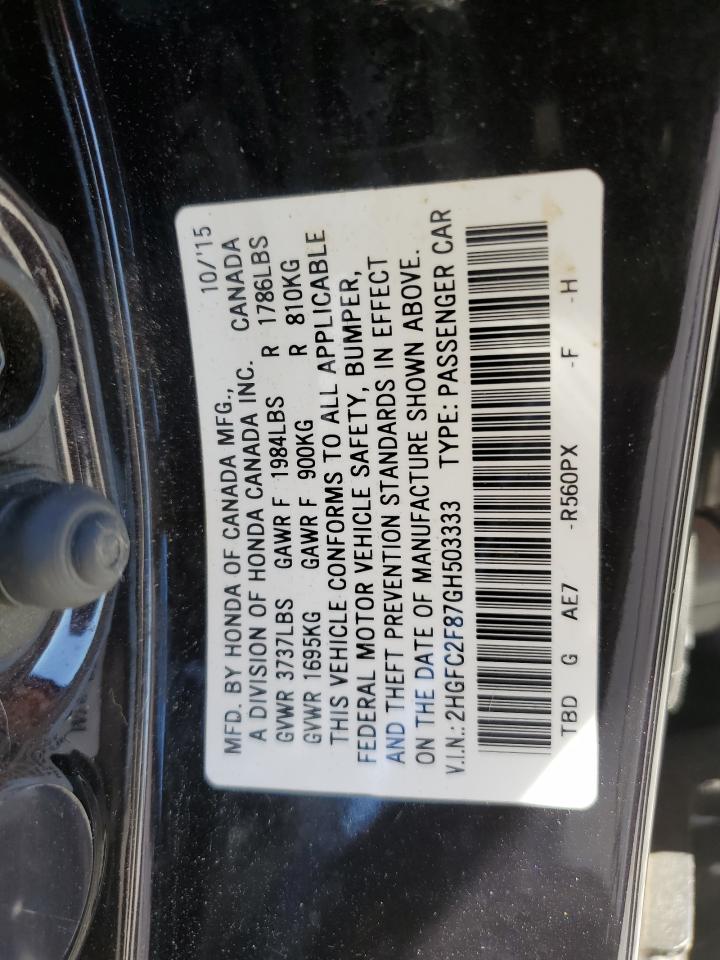 MFD. BY HONDA OF CANADA MFG., 10/'15
A DIVISION OF HONDA CANADA INC. CANADA
GVWR 3737LBS GAWR F 1984LBS R 1786LBS
GVWR 1695KG GAWR F 900KG R 810KG
THIS VEHICLE CONFORMS TO ALL APPLICABLE
FEDERAL MOTOR VEHICLE SAFETY, BUMPER,
AND THEFT PREVENTION STANDARDS IN EFFECT
ON THE DATE OF MANUFACTURE SHOWN ABOVE.
V.I.N.: 2HGFC2F87GH503333 TYPE: PASSENGER CAR
TBD G AE7 -R560PX -F -H